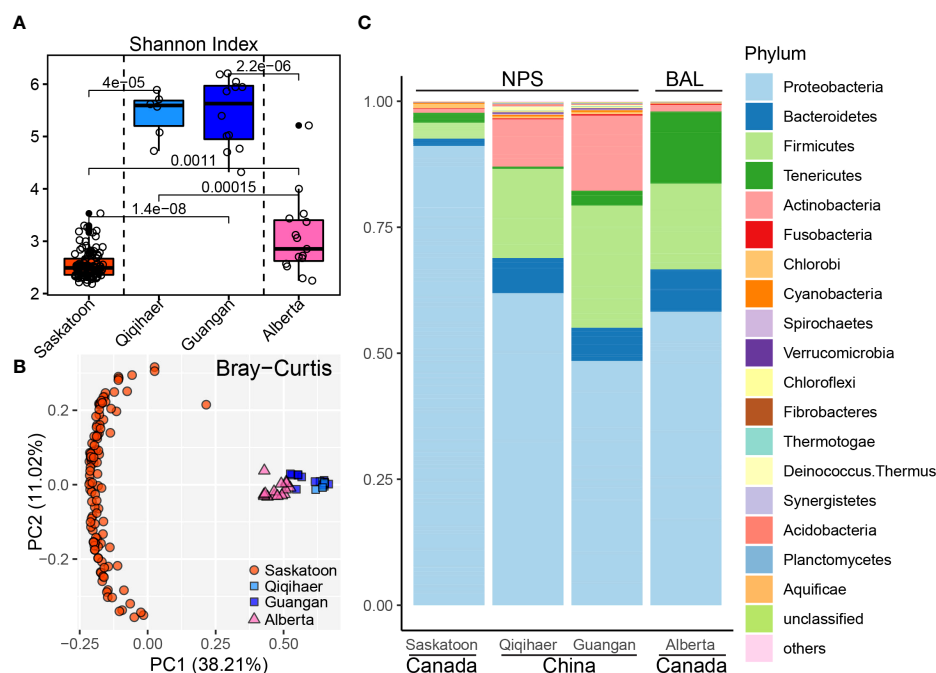 A
Shannon Index
6
5
4
3
2
4e−05
2.2e−06
0.0011
0.00015
1.4e−08
Saskatoon
Qiqihaer
Guangan
Alberta
B
Bray−Curtis
PC2 (11.02%)
0.2
0.0
−0.2
Saskatoon
Qiqihaer
Guangan
Alberta
−0.25
0.00
0.25
0.50
PC1 (38.21%)
C
NPS
BAL
1.00
0.75
0.50
0.25
0.00
Saskatoon
Qiqihaer
Guangan
Alberta
Canada
China
Canada
Phylum
Proteobacteria
Bacteroidetes
Firmicutes
Tenericutes
Actinobacteria
Fusobacteria
Chlorobi
Cyanobacteria
Spirochaetes
Verrucomicrobia
Chloroflexi
Fibrobacteres
Thermotogae
Deinococcus.Thermus
Synergistetes
Acidobacteria
Planctomycetes
Aquificae
unclassified
others